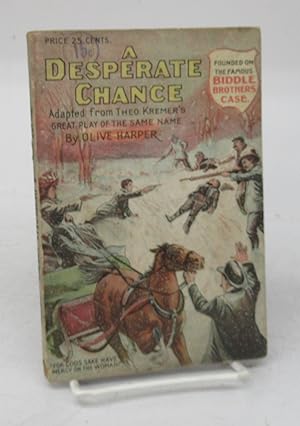 PRICE 25 CENTS.
A
DESPERATE
CHANCE
Adapted from THEO KREMER'S
GREAT PLAY OF THE SAME NAME
By OLIVE HARPER
FOUNDED ON
THE FAMOUS
BIDDLE
BROTHERS
CASE.
"FOR GOD'S SAKE HAVE
MERCY ON THE WOMAN"